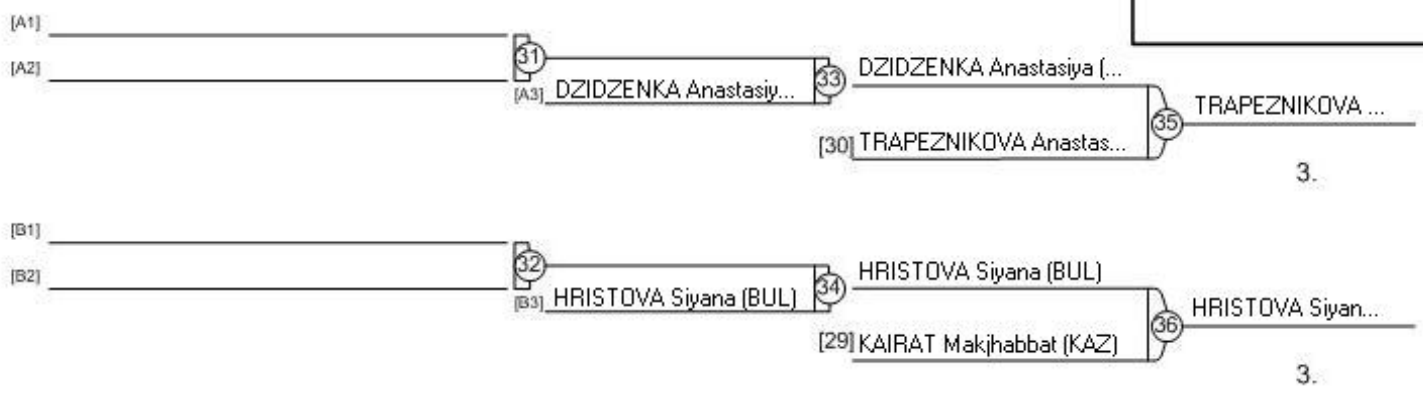 [A1]
[A2]
31
[A3] DZIDZENKA Anastasiy...
33
DZIDZENKA Anastasiya (...
[30] TRAPEZNIKOVA Anastas...
35
TRAPEZNIKOVA ...
3.
[B1]
[B2]
32
[B3] HRISTOVA Siyana (BUL)
34
HRISTOVA Siyana (BUL)
[29] KAIRAT Makjhabbat (KAZ)
36
HRISTOVA Siyan...
3.